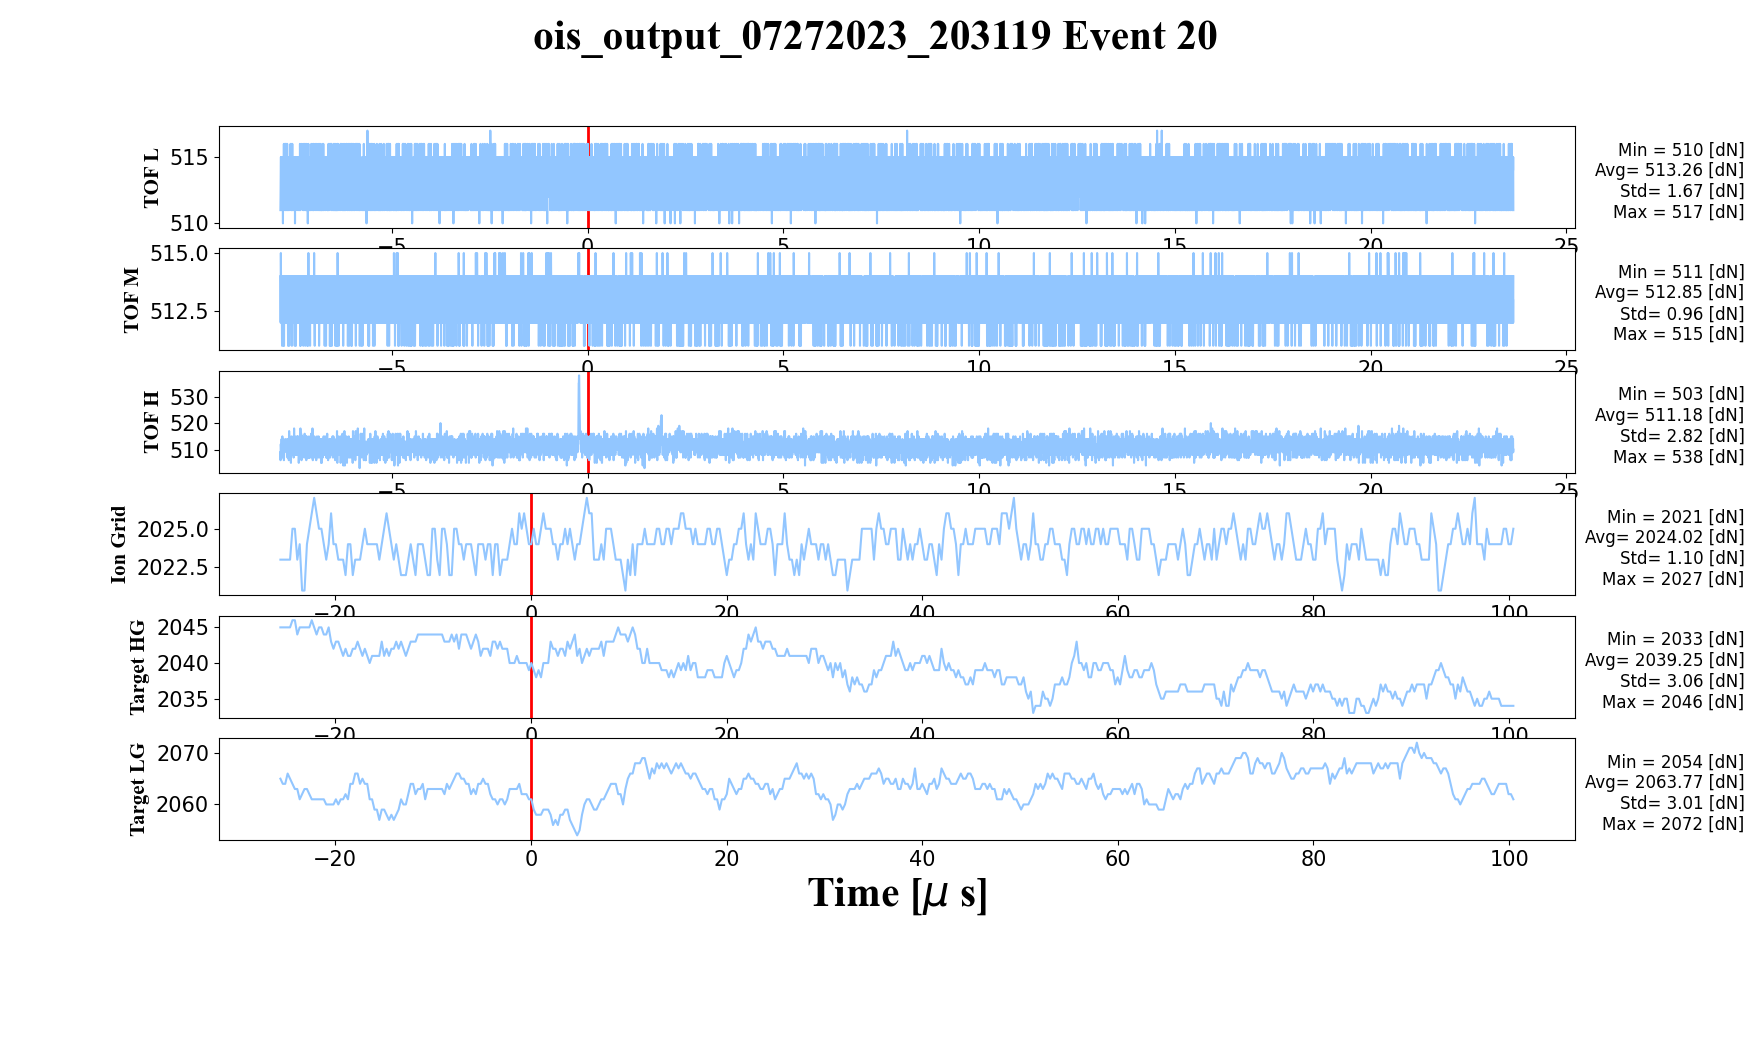 ois_output_07272023_203119 Event 20
TOF L
515
510
−5
0
5
10
15
20
25
Min = 510 [dN]
Avg= 513.26 [dN]
Std= 1.67 [dN]
Max = 517 [dN]
TOF M
515.0
512.5
−5
0
5
10
15
20
25
Min = 511 [dN]
Avg= 512.85 [dN]
Std= 0.96 [dN]
Max = 515 [dN]
TOF H
530
520
510
−5
0
5
10
15
20
25
Min = 503 [dN]
Avg= 511.18 [dN]
Std= 2.82 [dN]
Max = 538 [dN]
Ion Grid
2025.0
2022.5
−20
0
20
40
60
80
100
Min = 2021 [dN]
Avg= 2024.02 [dN]
Std= 1.10 [dN]
Max = 2027 [dN]
Target HG
2045
2040
2035
−20
0
20
40
60
80
100
Min = 2033 [dN]
Avg= 2039.25 [dN]
Std= 3.06 [dN]
Max = 2046 [dN]
Target LG
2070
2060
−20
0
20
40
60
80
100
Min = 2054 [dN]
Avg= 2063.77 [dN]
Std= 3.01 [dN]
Max = 2072 [dN]
Time [μ s]